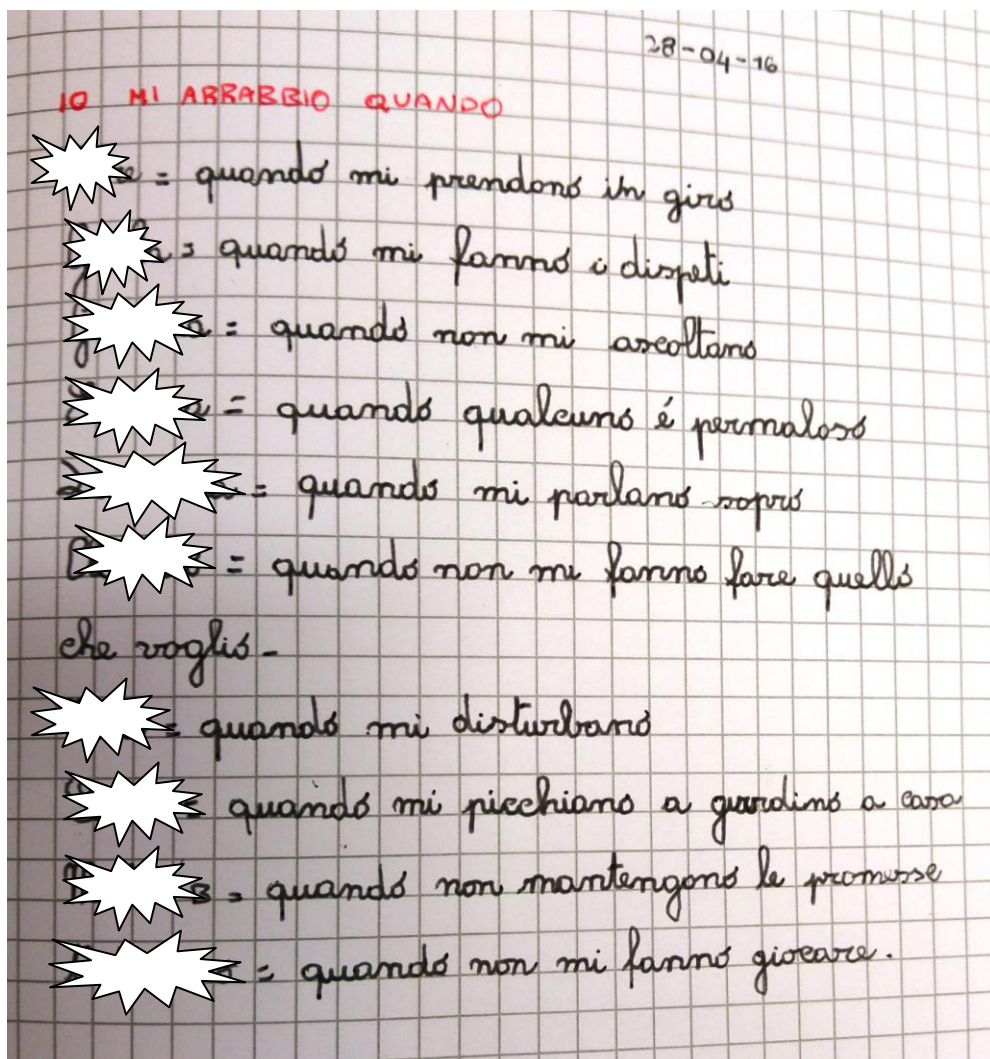 28-04-16
IO MI ARRABBIO QUANDO
= quando mi prendono in giro
= quando mi fanno i dispeti
= quando non mi ascoltano
= quando qualcuno é permaloso
= quando mi parlano sopro
= quando non mi fanno fare quello
che voglio-
= quando mi disturbano
quando mi picchiano a giardino a casa
= quando non mantengono le promesse
= quando non mi fanno giocare.